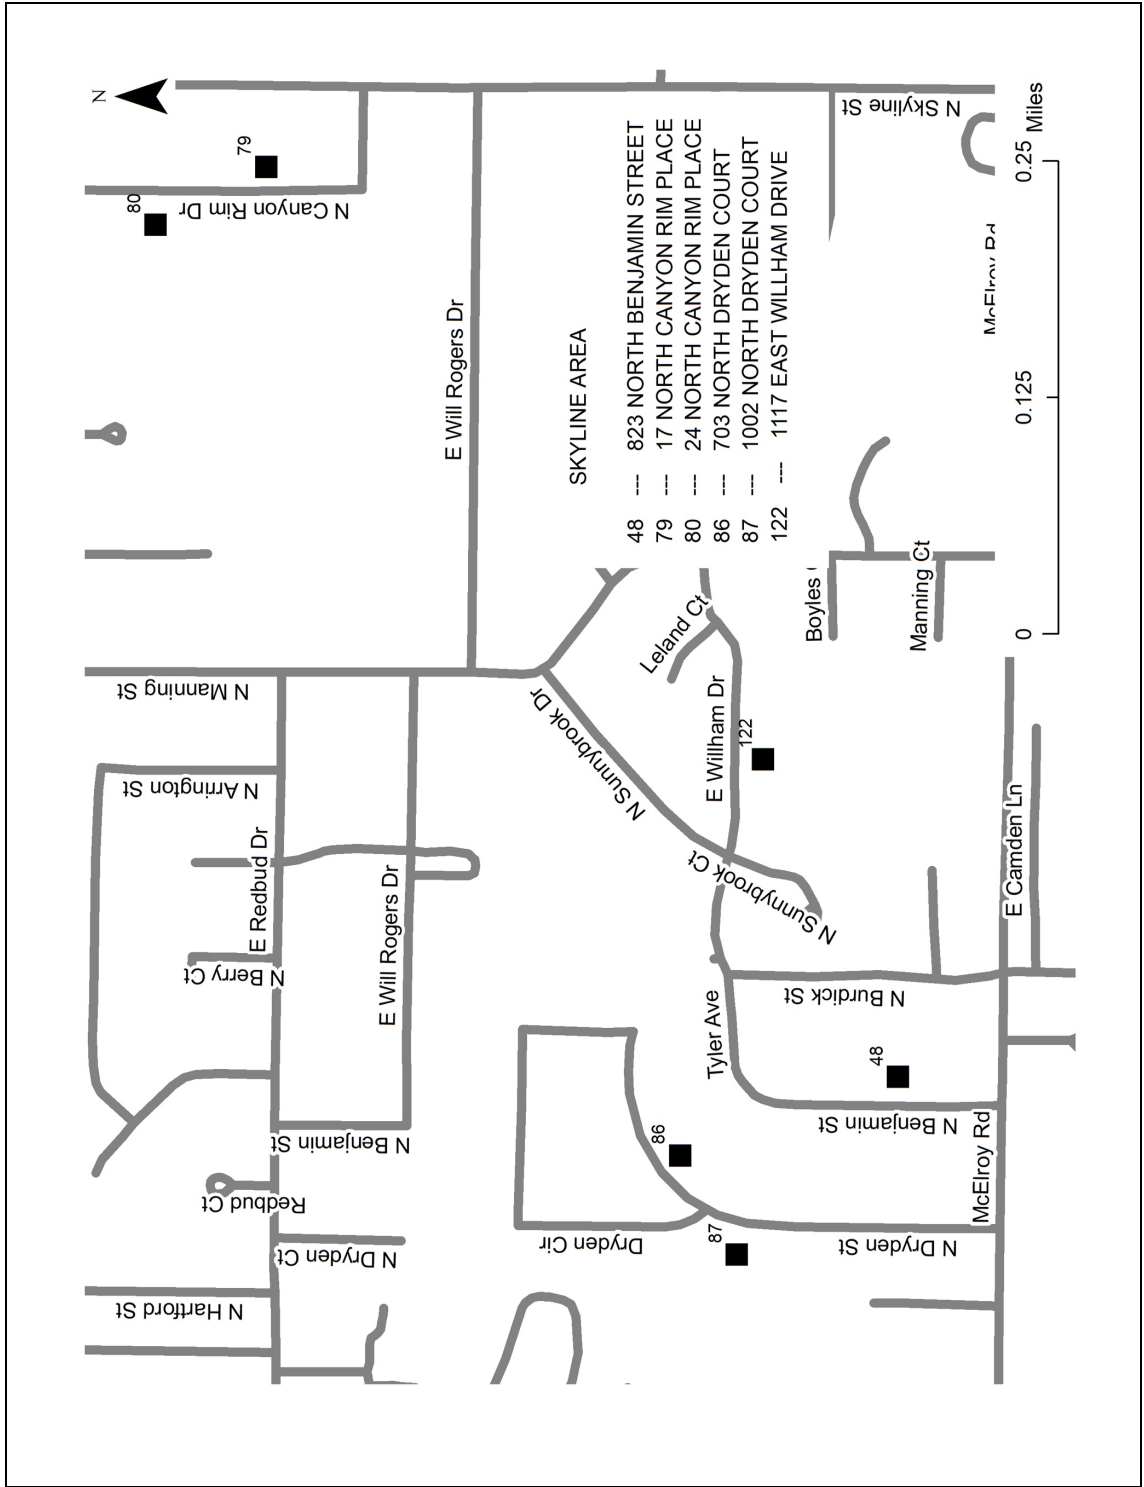 N
80
79
N Canyon Rim Dr
E Will Rogers Dr
SKYLINE AREA
48 --- 823 NORTH BENJAMIN STREET
79 --- 17 NORTH CANYON RIM PLACE
80 --- 24 NORTH CANYON RIM PLACE
86 --- 703 NORTH DRYDEN COURT
87 --- 1002 NORTH DRYDEN COURT
122 --- 1117 EAST WILLHAM DRIVE
N Skyline St
McElroy Rd
0
0.125
0.25
Miles
N Manning St
N Arrington St
E Redbud Dr
N Berry Ct
E Will Rogers Dr
N Benjamin St
Redbud Ct
N Dryden Ct
N Hartford St
N Sunnybrook Dr
Leland Ct
E Willham Dr
122
N Sunnybrook Ct
Boyles
Manning Ct
E Camden Ln
Tyler Ave
N Burdick St
48
N Benjamin St
86
87
Dryden Cir
N Dryden St
McElroy Rd